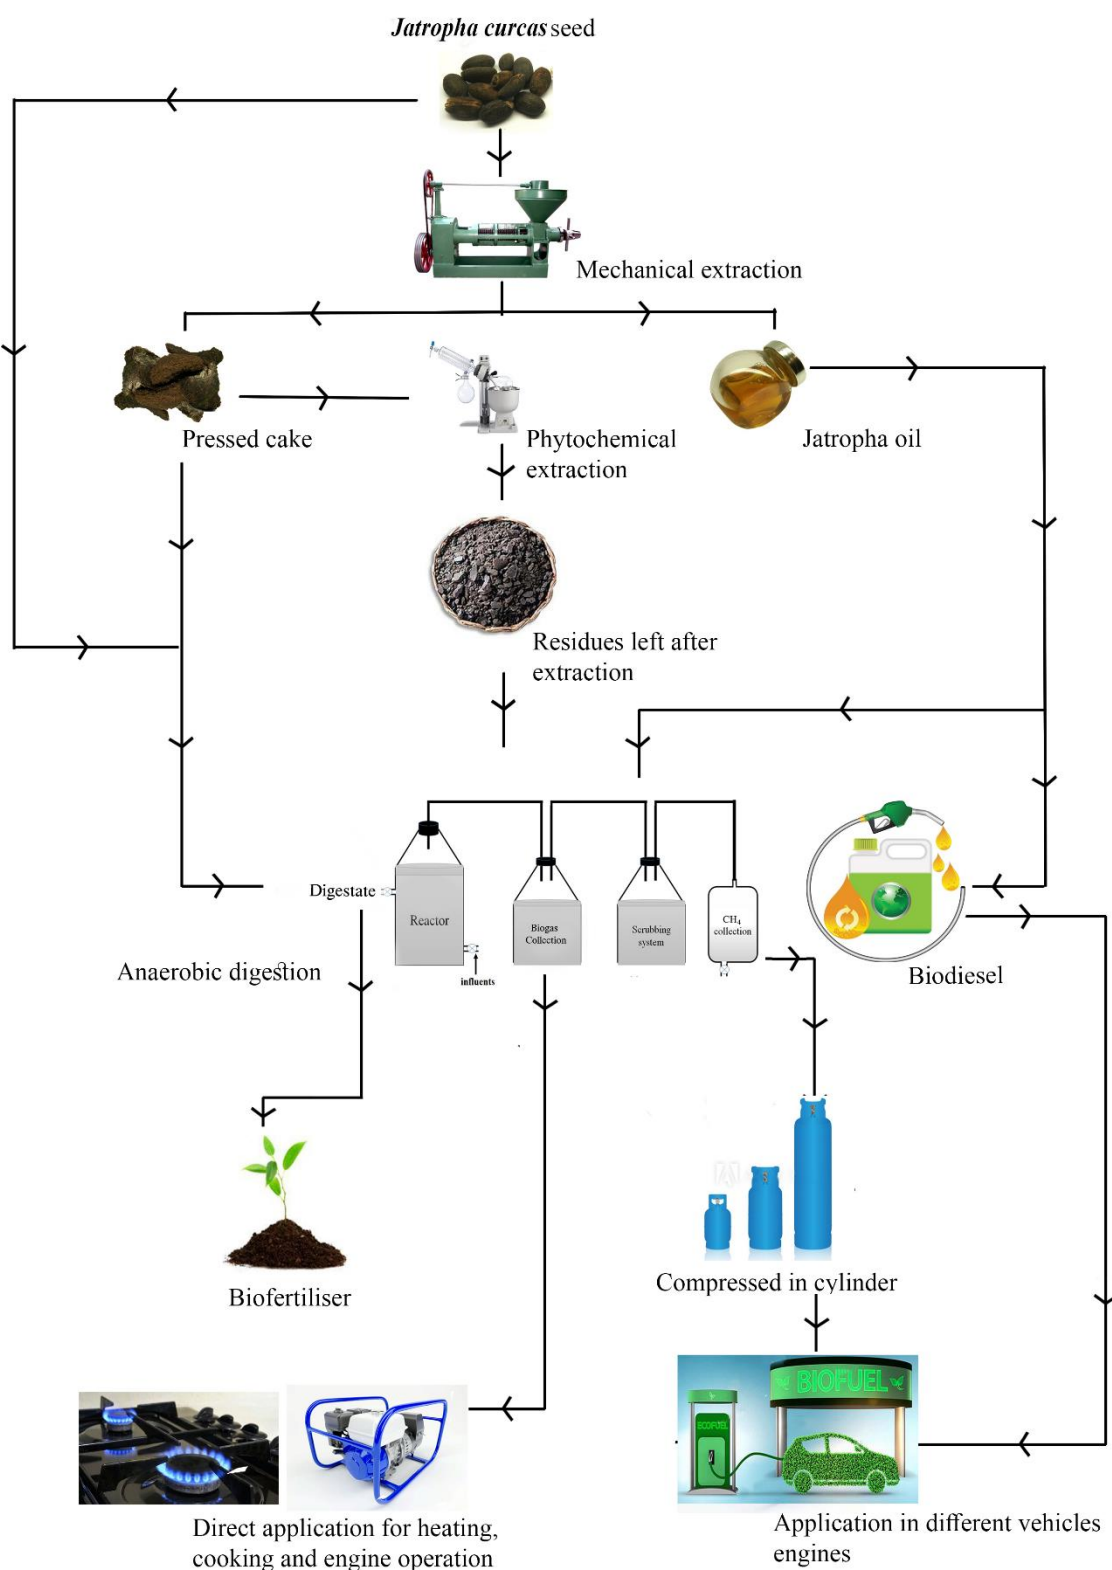 Jatropha curcas seed
Mechanical extraction
Pressed cake
Phytochemical
extraction
Jatropha oil
Residues left after
extraction
Digestate
Reactor
influents
Biogas
Collection
Scrubbing
system
CH₄
collection
Anaerobic digestion
Biodiesel
Biofertiliser
Compressed in cylinder
BIOFUEL
ECOFUEL
Direct application for heating,
cooking and engine operation
Application in different vehicles
engines